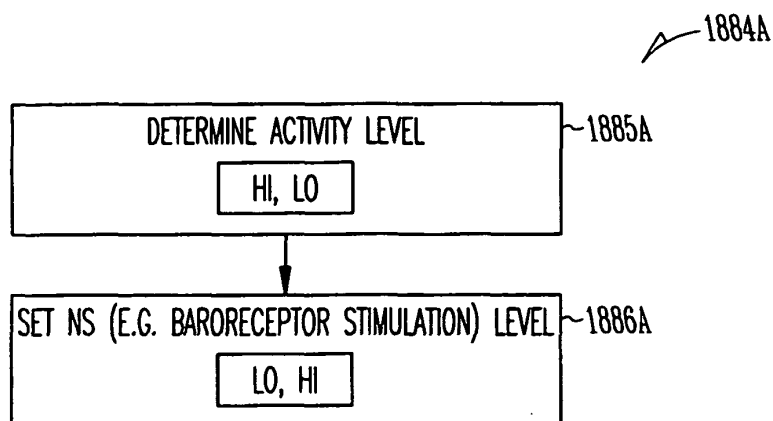 1884A
DETERMINE ACTIVITY LEVEL
1885A
HI, LO
SET NS (E.G. BARORECEPTOR STIMULATION) LEVEL
1886A
LO, HI